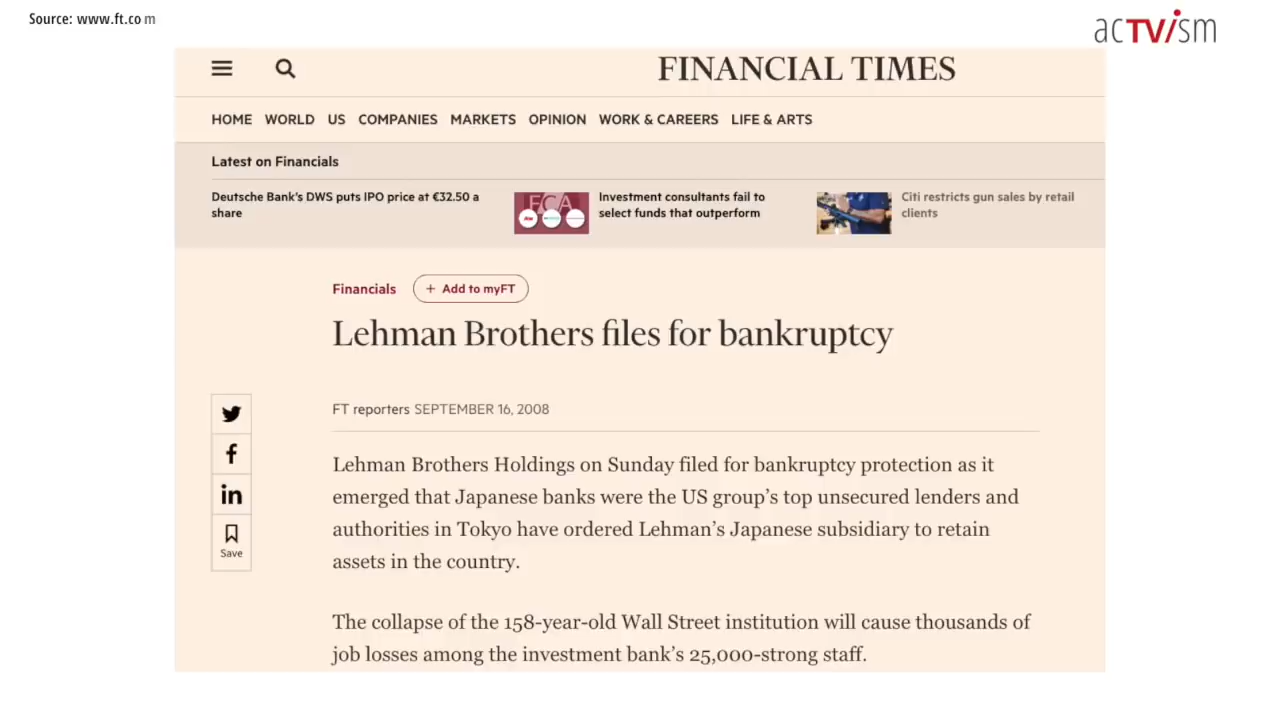 Source: www.ft.co m
acTVism
FINANCIAL TIMES
HOME WORLD US COMPANIES MARKETS OPINION WORK & CAREERS LIFE & ARTS
Latest on Financials
Deutsche Bank's DWS puts IPO price at €32.50 a
share
FCA
Investment consultants fail to
select funds that outperform
Citi restricts gun sales by retail
clients
Financials + Add to myFT
Lehman Brothers files for bankruptcy
FT reporters SEPTEMBER 16, 2008
Lehman Brothers Holdings on Sunday filed for bankruptcy protection as it
emerged that Japanese banks were the US group’s top unsecured lenders and
authorities in Tokyo have ordered Lehman’s Japanese subsidiary to retain
assets in the country.
in
Save
The collapse of the 158-year-old Wall Street institution will cause thousands of
job losses among the investment bank’s 25,000-strong staff.